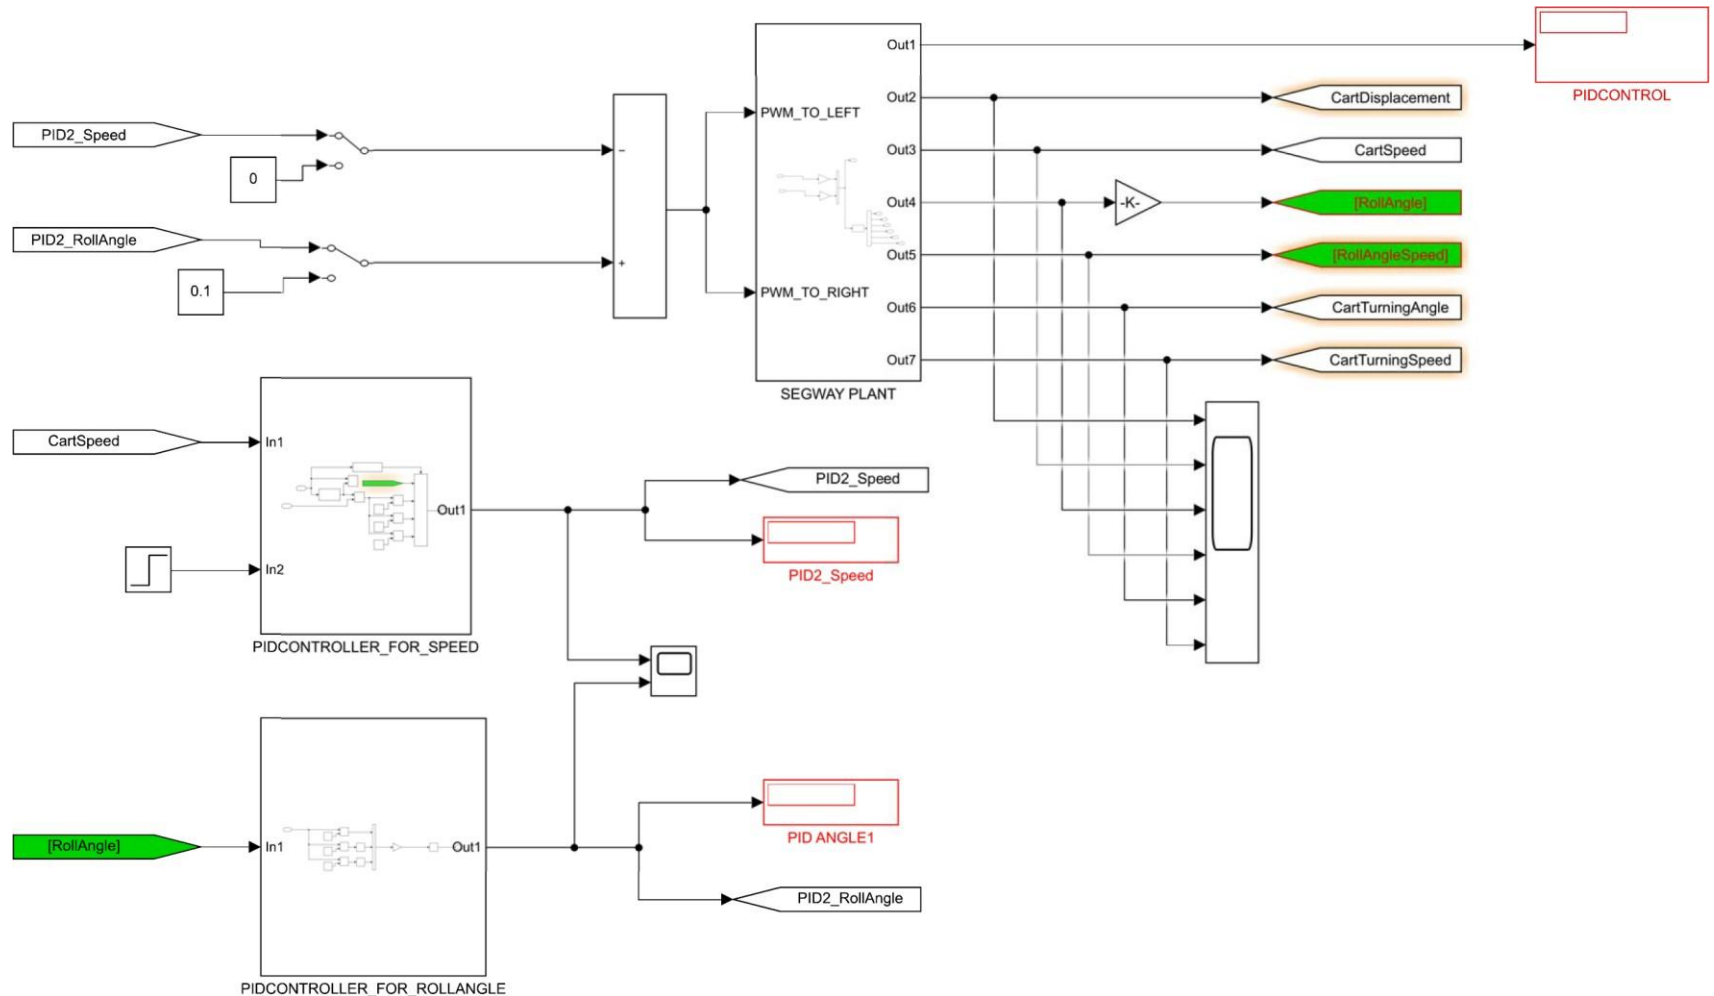 Out1
PIDCONTROL
Out2
CartDisplacement
PWM_TO_LEFT
PID2_Speed
−
Out3
CartSpeed
0
Out4
-K-
[RollAngle]
PID2_RollAngle
+
Out5
[RollAngleSpeed]
0.1
PWM_TO_RIGHT
Out6
CartTurningAngle
Out7
CartTurningSpeed
SEGWAY PLANT
CartSpeed
In1
PID2_Speed
Out1
In2
PID2_Speed
PIDCONTROLLER_FOR_SPEED
PID ANGLE1
[RollAngle]
In1
Out1
PID2_RollAngle
PIDCONTROLLER_FOR_ROLLANGLE